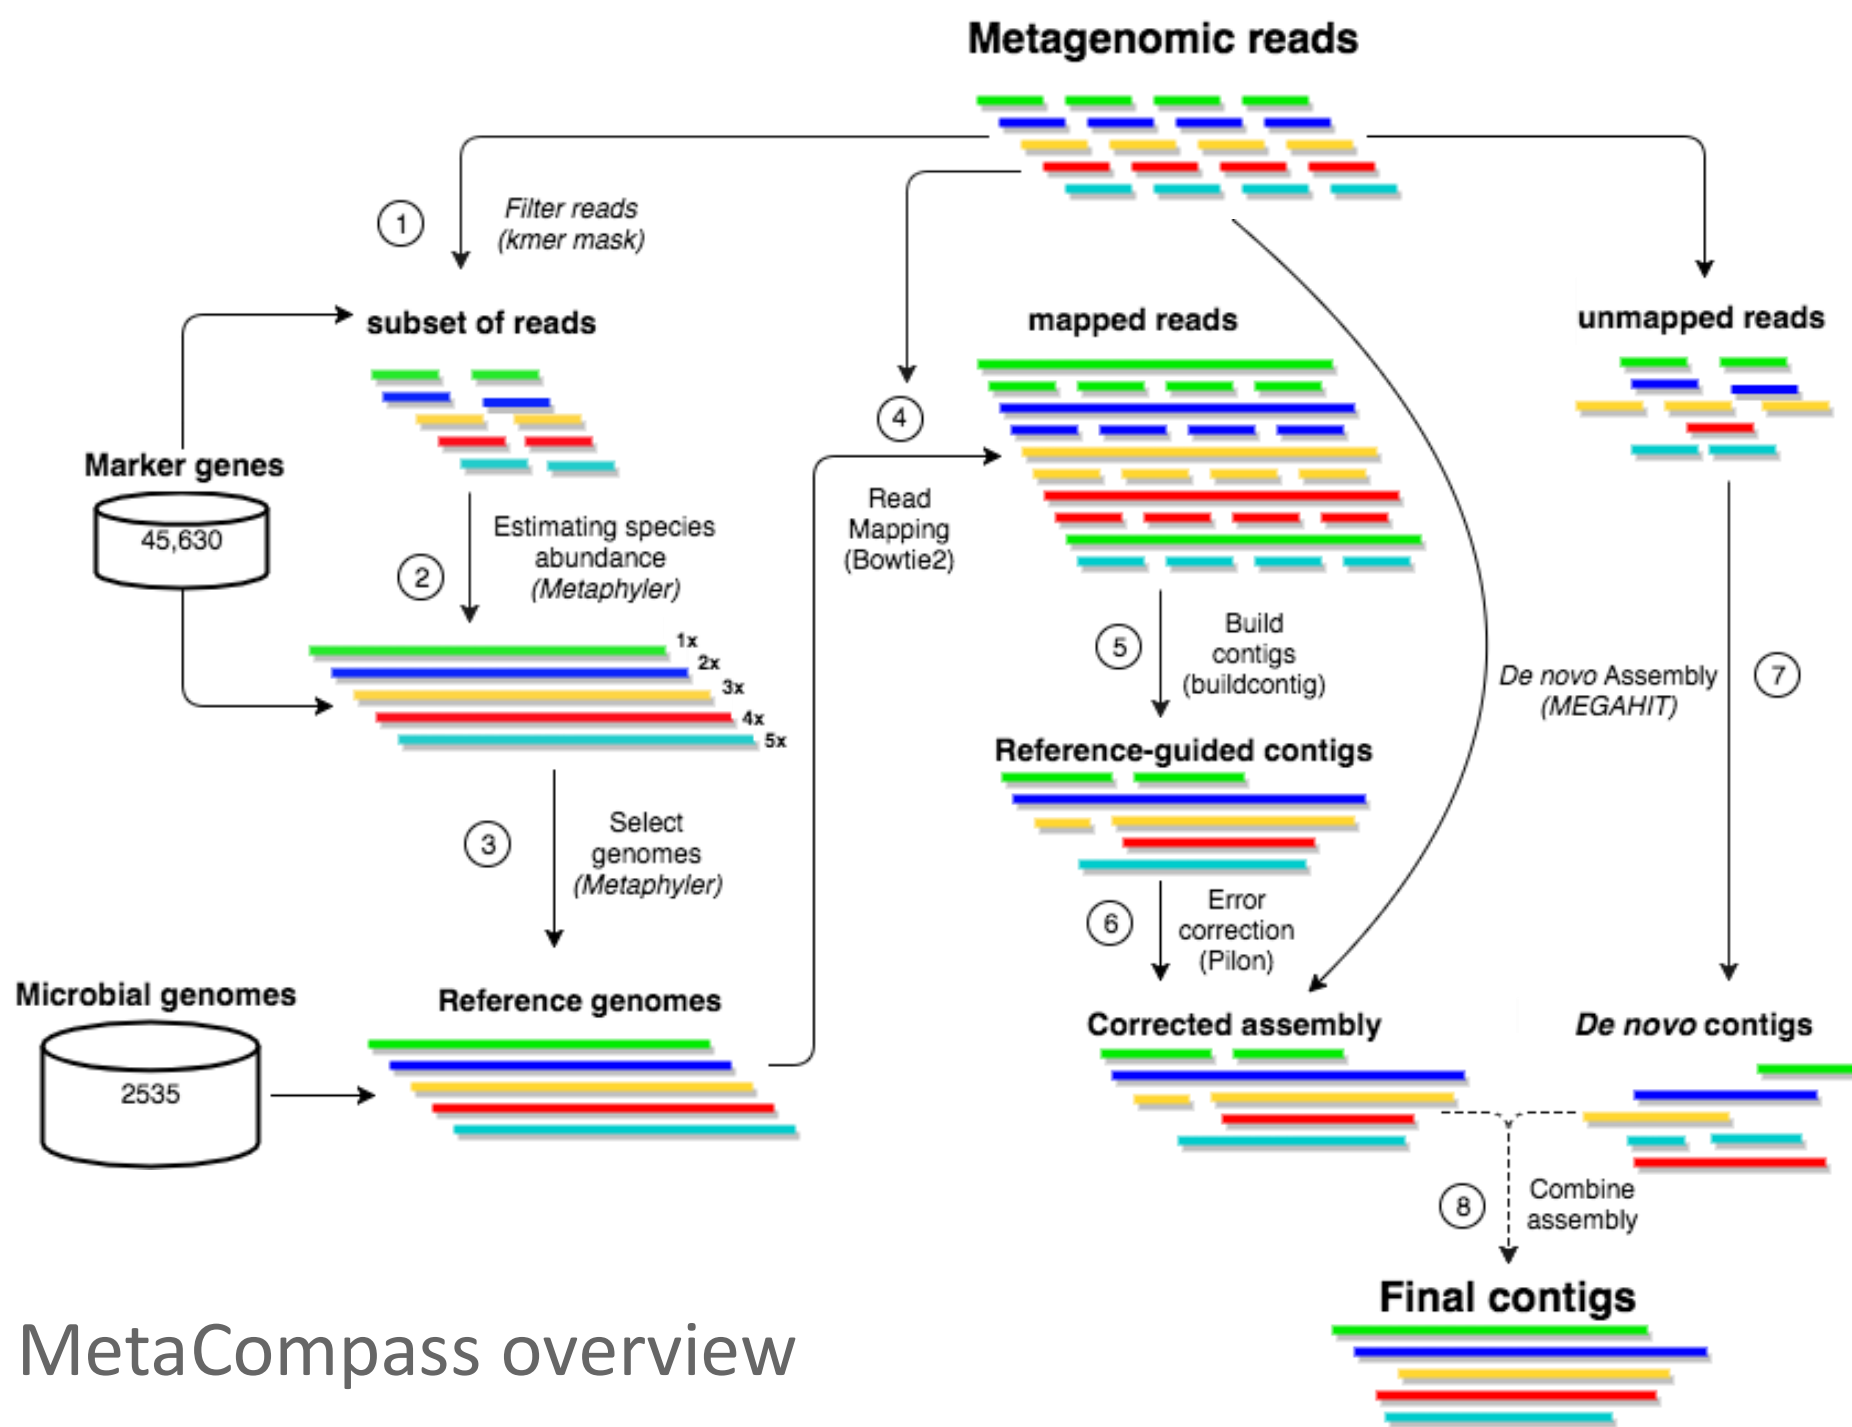 Metagenomic reads
1
Filter reads
(kmer mask)
subset of reads
mapped reads
unmapped reads
Marker genes
45,630
4
Read
Mapping
(Bowtie2)
2
Estimating species
abundance
(Metaphyler)
1x
2x
3x
4x
5x
5
Build
contigs
(buildcontig)
De novo Assembly
(MEGAHIT)
7
Reference-guided contigs
3
Select
genomes
(Metaphyler)
6
Error
correction
(Pilon)
Microbial genomes
2535
Reference genomes
Corrected assembly
De novo contigs
8
Combine
assembly
Final contigs
MetaCompass overview